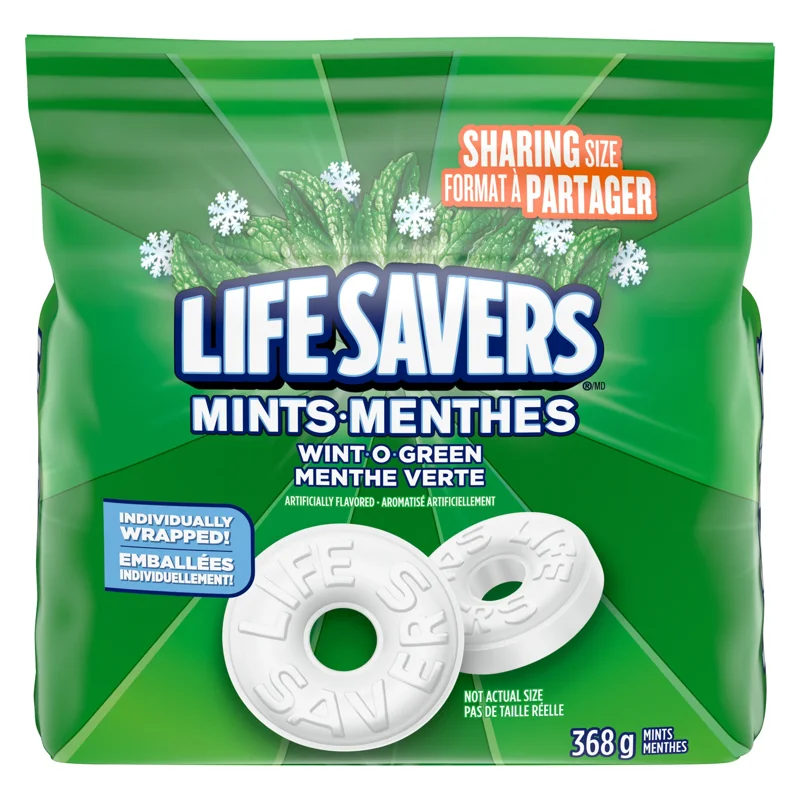 SHARING SIZE
FORMAT À PARTAGER
LIFE SAVERS
®/MD
MINTS·MENTHES
WINT·O·GREEN
MENTHE VERTE
ARTIFICIALLY FLAVORED · AROMATISÉ ARTIFICIELLEMENT
INDIVIDUALLY
WRAPPED!
EMBALLÉES
INDIVIDUELLEMENT!
LIFE SAVERS
LIFE SAVERS
NOT ACTUAL SIZE
PAS DE TAILLE RÉELLE
368 g MINTS
MENTHES